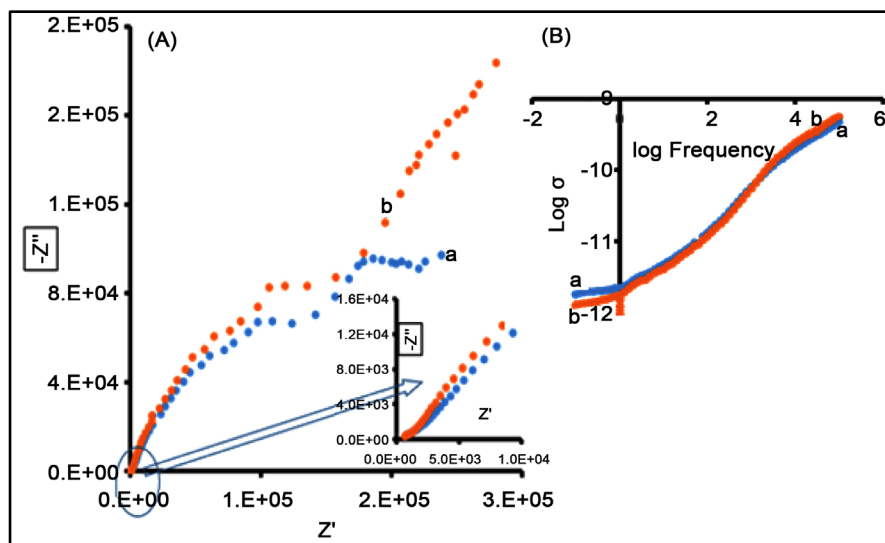 (A)
2.E+05
2.E+05
1.E+05
8.E+04
4.E+04
0.E+00
-Z"
b
a
0.E+00
1.E+05
2.E+05
3.E+05
Z'
1.6E+04
1.2E+04
8.0E+03
4.0E+03
0.0E+00
-Z"
Z'
0.0E+00
5.0E+03
1.0E+04
(B)
-9
-2
0
2
4
6
log Frequency
b
a
-10
Log σ
-11
a
b
-12